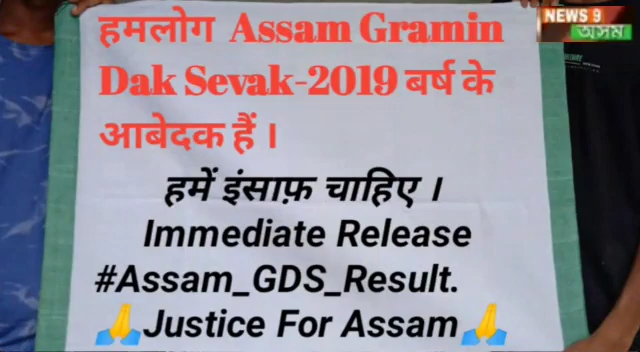 NEWS 9
অসম
हमलोग Assam Gramin
Dak Sevak-2019 बर्ष के
आबेदक हैं ।
हमें इंसाफ़ चाहिए ।
Immediate Release
#Assam_GDS_Result.
🙏Justice For Assam🙏